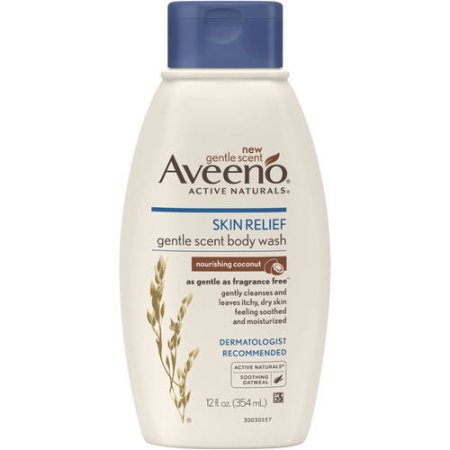 new
gentle scent
Aveeno®
ACTIVE NATURALS®
SKIN RELIEF
gentle scent body wash
nourishing coconut
as gentle as fragrance free™
gently cleanses and
leaves itchy, dry skin
feeling soothed
and moisturized
DERMATOLOGIST
RECOMMENDED
ACTIVE NATURALS®
SOOTHING
OATMEAL
12 fl. oz. (354 mL)
30030557
®